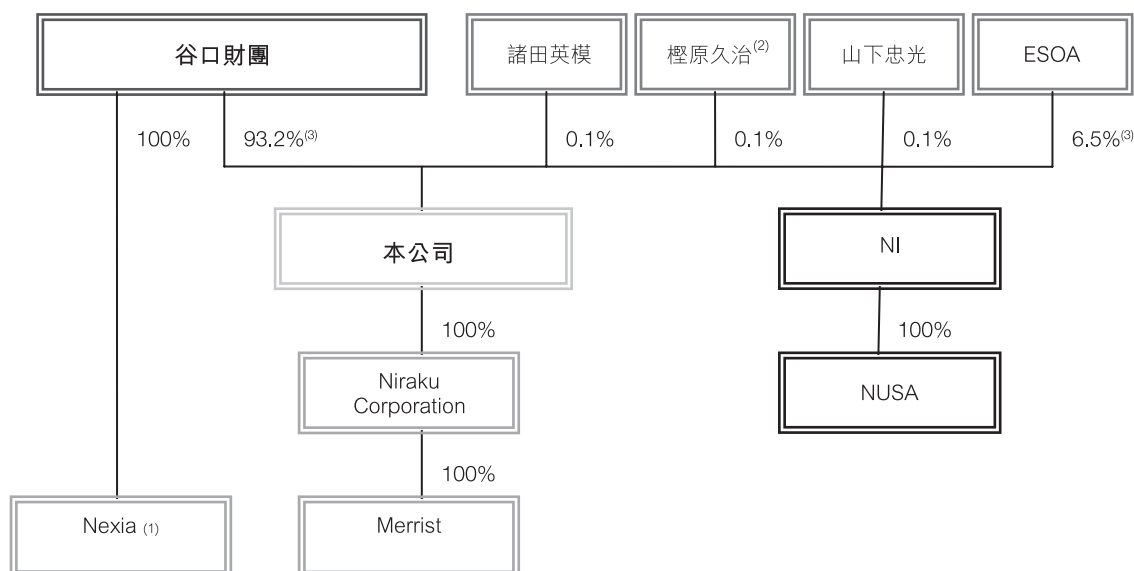 谷口財團
諸田英模
樫原久治(2)
山下忠光
ESOA
100%
93.2%(3)
0.1%
0.1%
0.1%
6.5%(3)
本公司
NI
100%
100%
Niraku
Corporation
NUSA
100%
Nexia (1)
Merrist